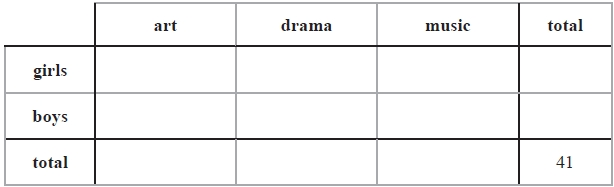 art drama music total
girls
boys
total 41